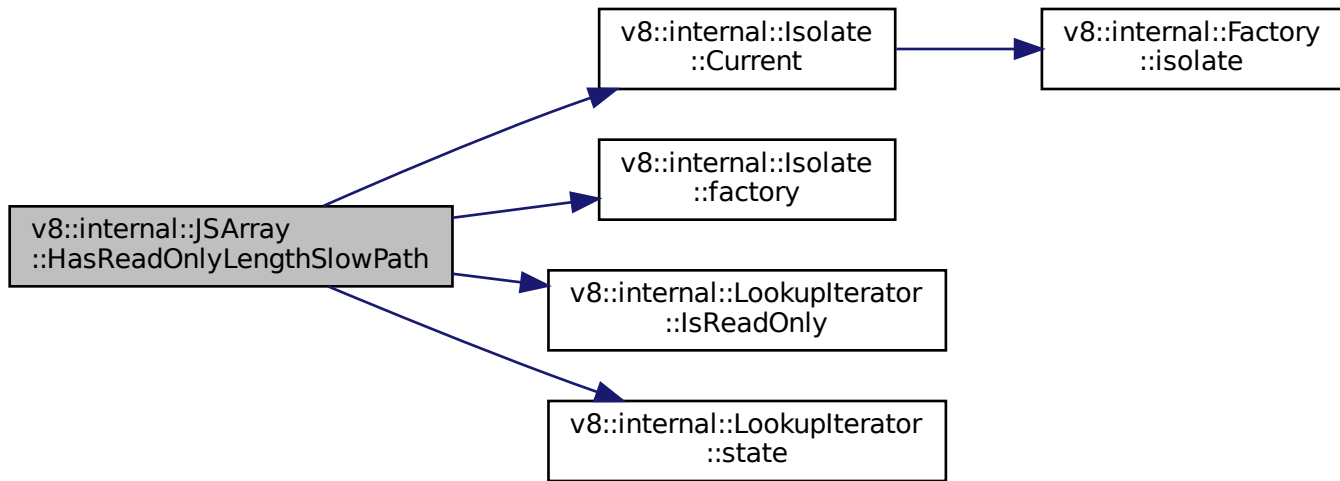 v8::internal::JSArray
::HasReadOnlyLengthSlowPath
v8::internal::Isolate
::Current
v8::internal::Factory
::isolate
v8::internal::Isolate
::factory
v8::internal::LookupIterator
::IsReadOnly
v8::internal::LookupIterator
::state